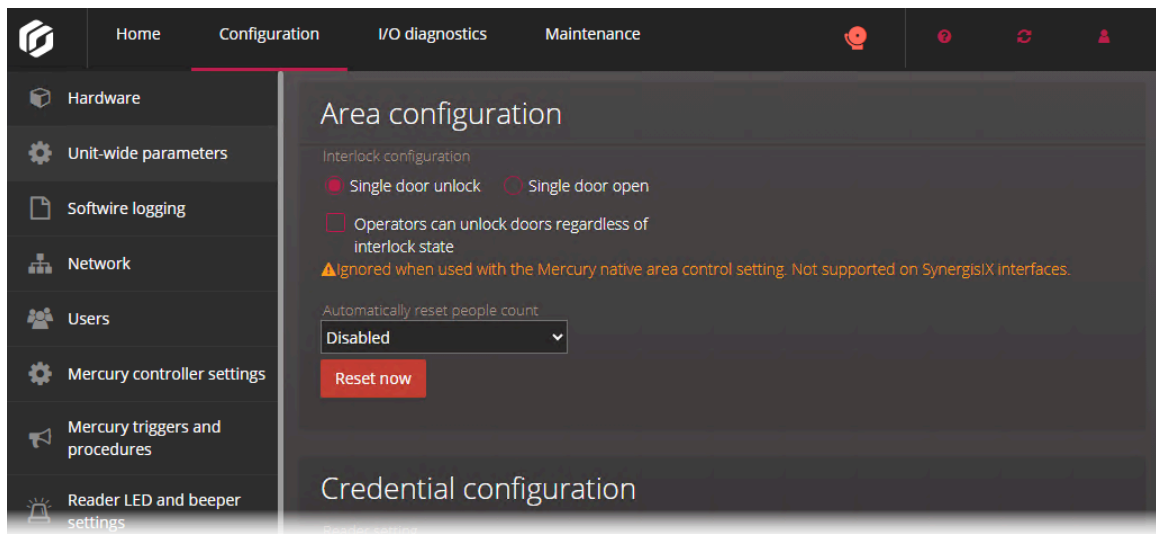 Home Configuration I/O diagnostics Maintenance
Hardware
Unit-wide parameters
Softwire logging
Network
Users
Mercury controller settings
Mercury triggers and
procedures
Reader LED and beeper
settings
Area configuration
Interlock configuration
Single door unlock Single door open
Operators can unlock doors regardless of
interlock state
Ignored when used with the Mercury native area control setting. Not supported on SynergisIX interfaces.
Automatically reset people count
Disabled
Reset now
Credential configuration
Reader setting